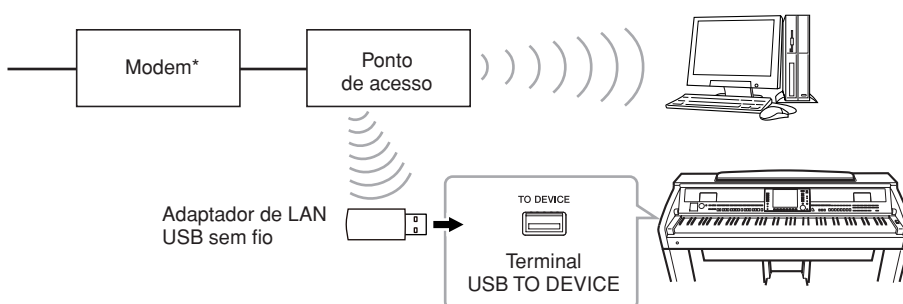 Modem*
Ponto
de acesso
Adaptador de LAN
USB sem fio
TO DEVICE
Terminal
USB TO DEVICE